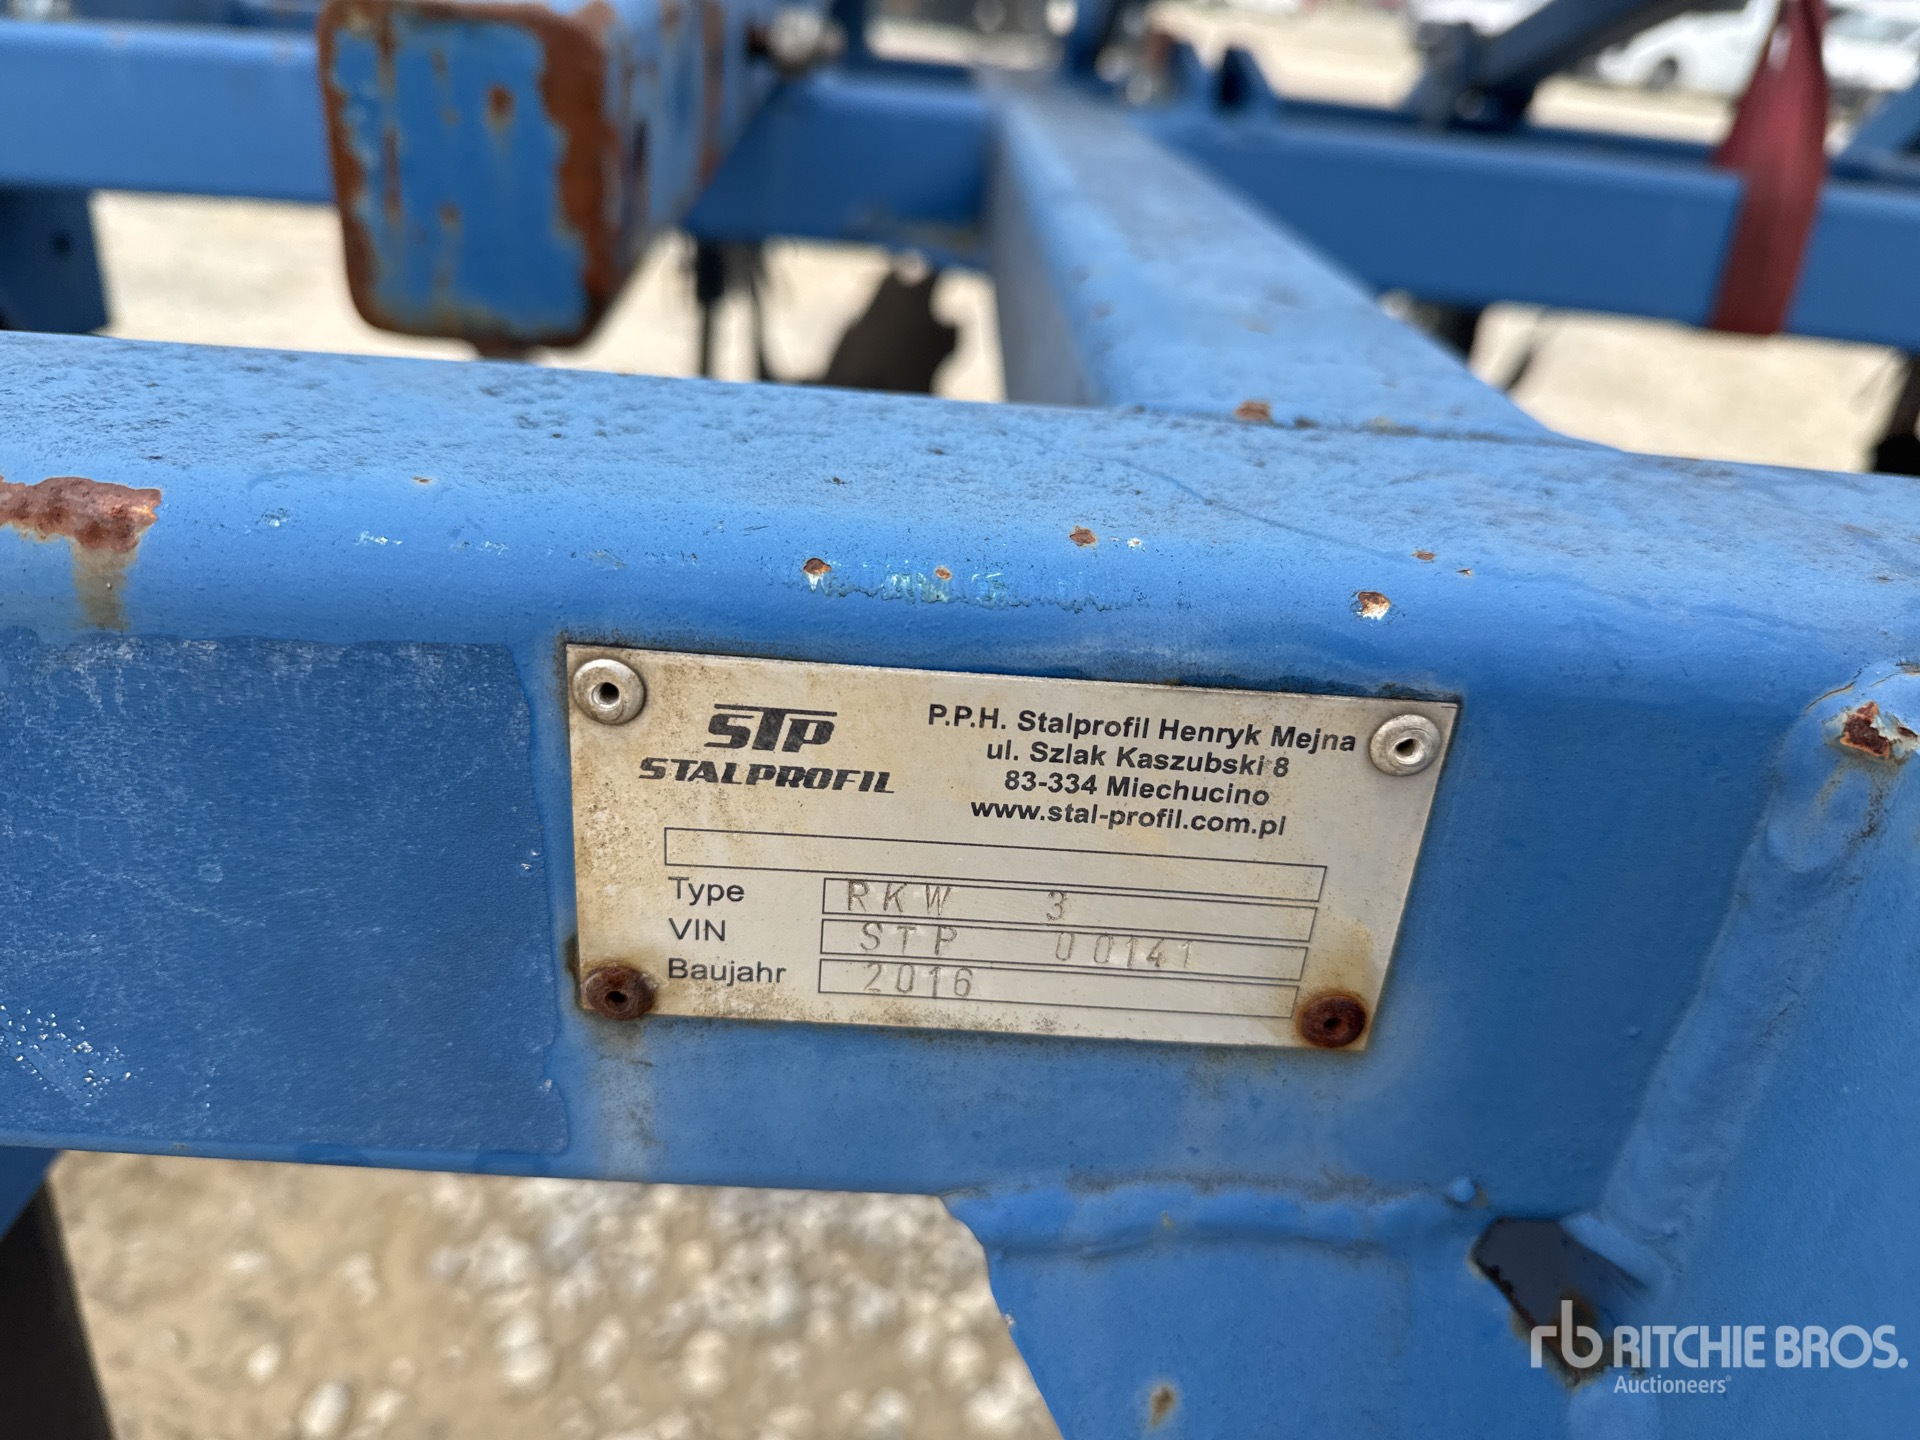 STP
STALPROFIL
P.P.H. Stalprofil Henryk Mejna
ul. Szlak Kaszubski 8
83-334 Miechucino
www.stal-profil.com.pl
Type RKW 3
VIN STP 00141
Baujahr 2016
rb RITCHIE BROS.
Auctioneers